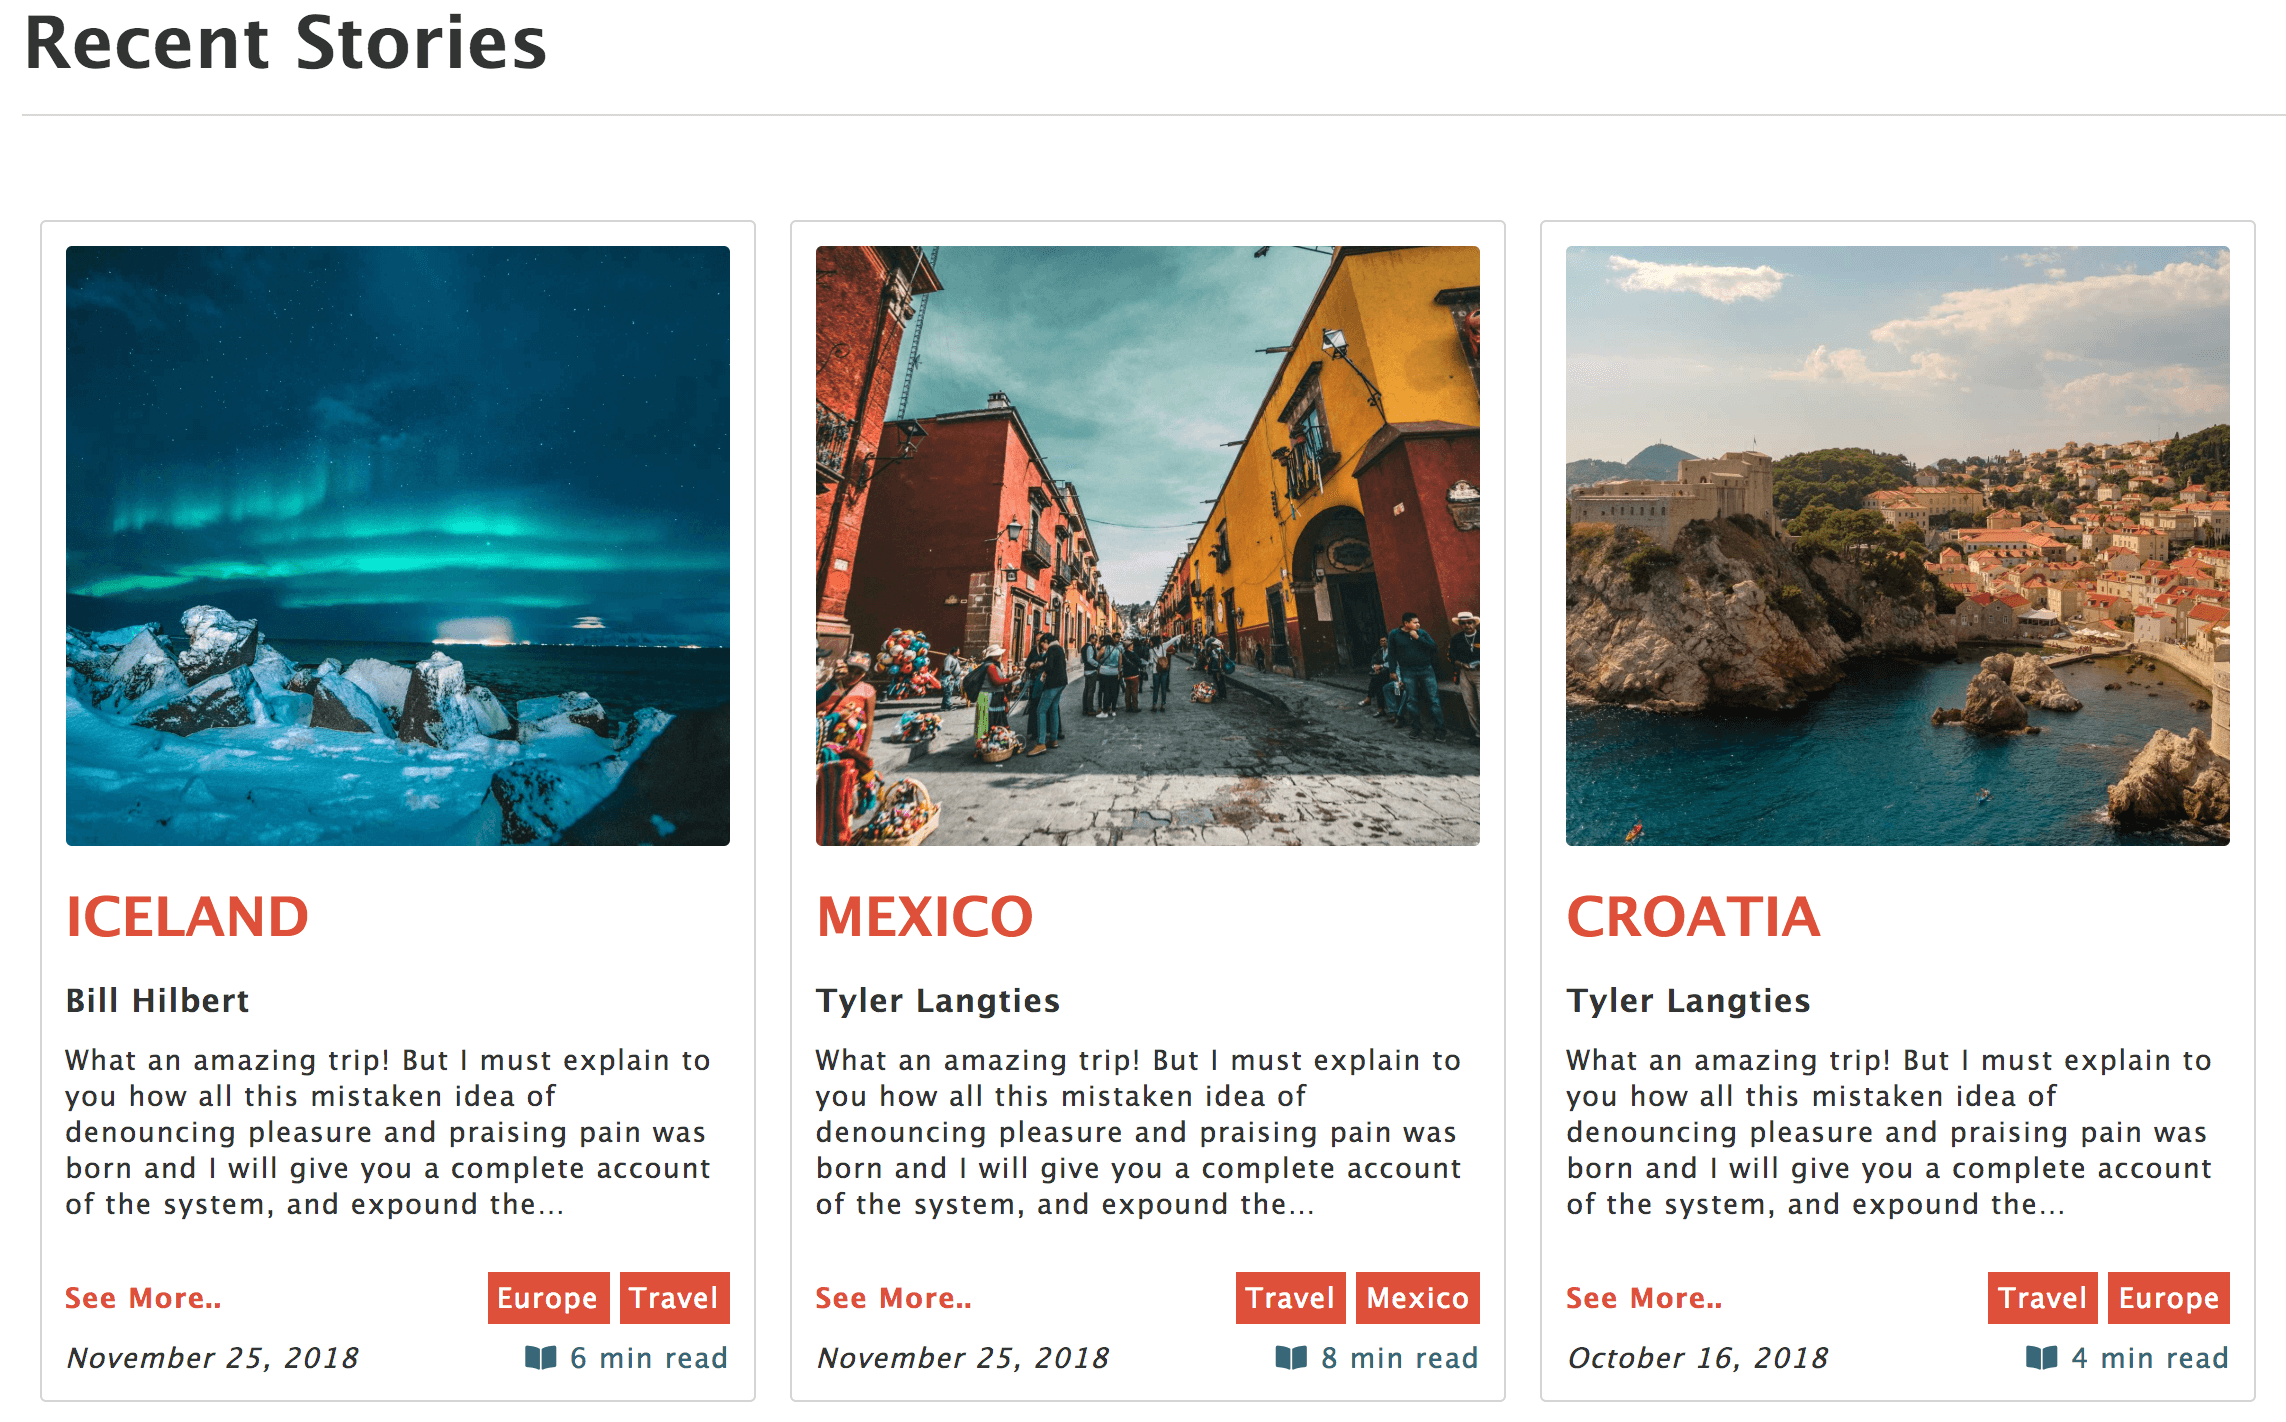 Recent Stories
ICELAND
Bill Hilbert
What an amazing trip! But I must explain to
you how all this mistaken idea of
denouncing pleasure and praising pain was
born and I will give you a complete account
of the system, and expound the...
See More..
Europe
Travel
November 25, 2018
6 min read
MEXICO
Tyler Langties
What an amazing trip! But I must explain to
you how all this mistaken idea of
denouncing pleasure and praising pain was
born and I will give you a complete account
of the system, and expound the...
See More..
Travel
Mexico
November 25, 2018
8 min read
CROATIA
Tyler Langties
What an amazing trip! But I must explain to
you how all this mistaken idea of
denouncing pleasure and praising pain was
born and I will give you a complete account
of the system, and expound the...
See More..
Travel
Europe
October 16, 2018
4 min read